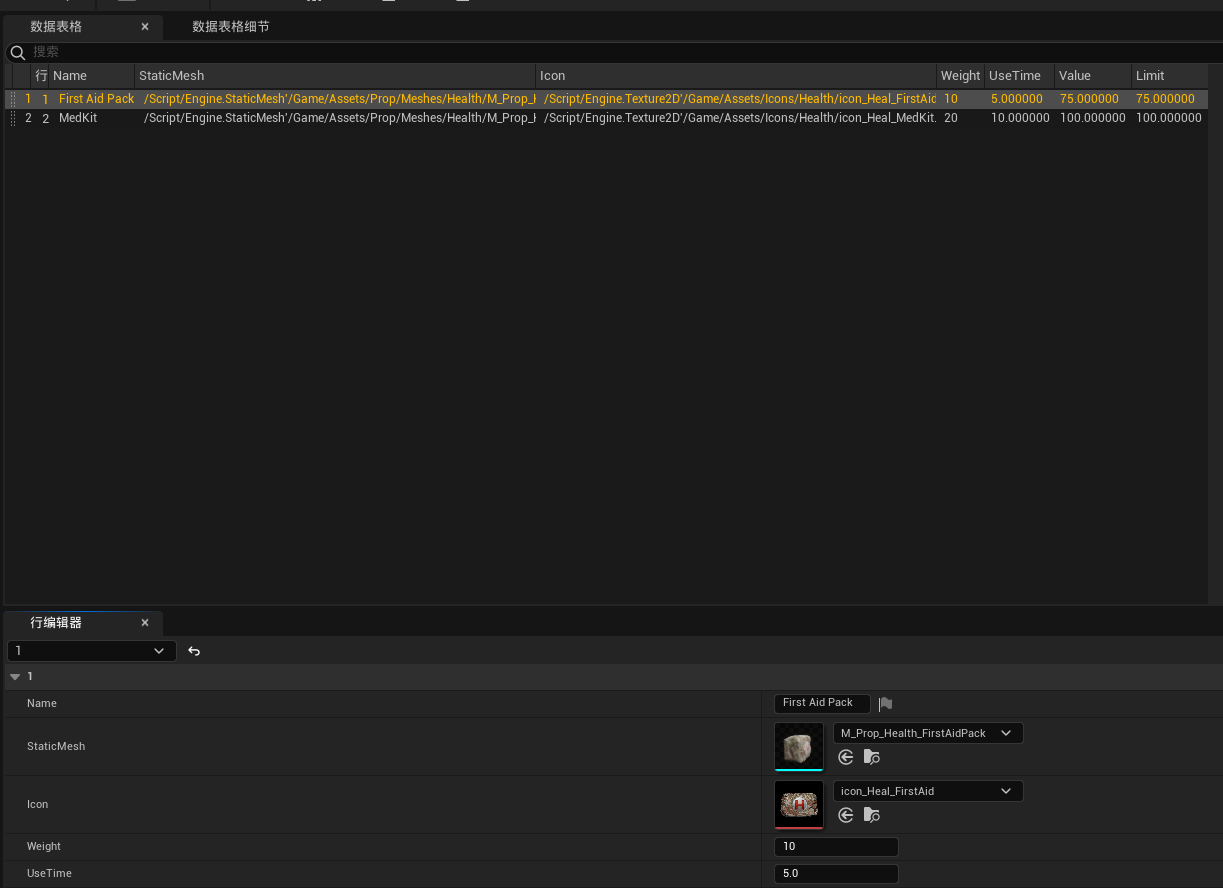 数据表格 × 数据表格细节
搜索
行 Name StaticMesh Icon Weight UseTime Value Limit
1 1 First Aid Pack /Script/Engine.StaticMesh'/Game/Assets/Prop/Meshes/Health/M_Prop_H /Script/Engine.Texture2D'/Game/Assets/Icons/Health/icon_Heal_FirstAid 10 5.000000 75.000000 75.000000
2 2 MedKit /Script/Engine.StaticMesh'/Game/Assets/Prop/Meshes/Health/M_Prop_H /Script/Engine.Texture2D'/Game/Assets/Icons/Health/icon_Heal_MedKit. 20 10.000000 100.000000 100.000000
行编辑器 ×
1
1
Name First Aid Pack
StaticMesh M_Prop_Health_FirstAidPack
Icon icon_Heal_FirstAid
H
Weight 10
UseTime 5.0